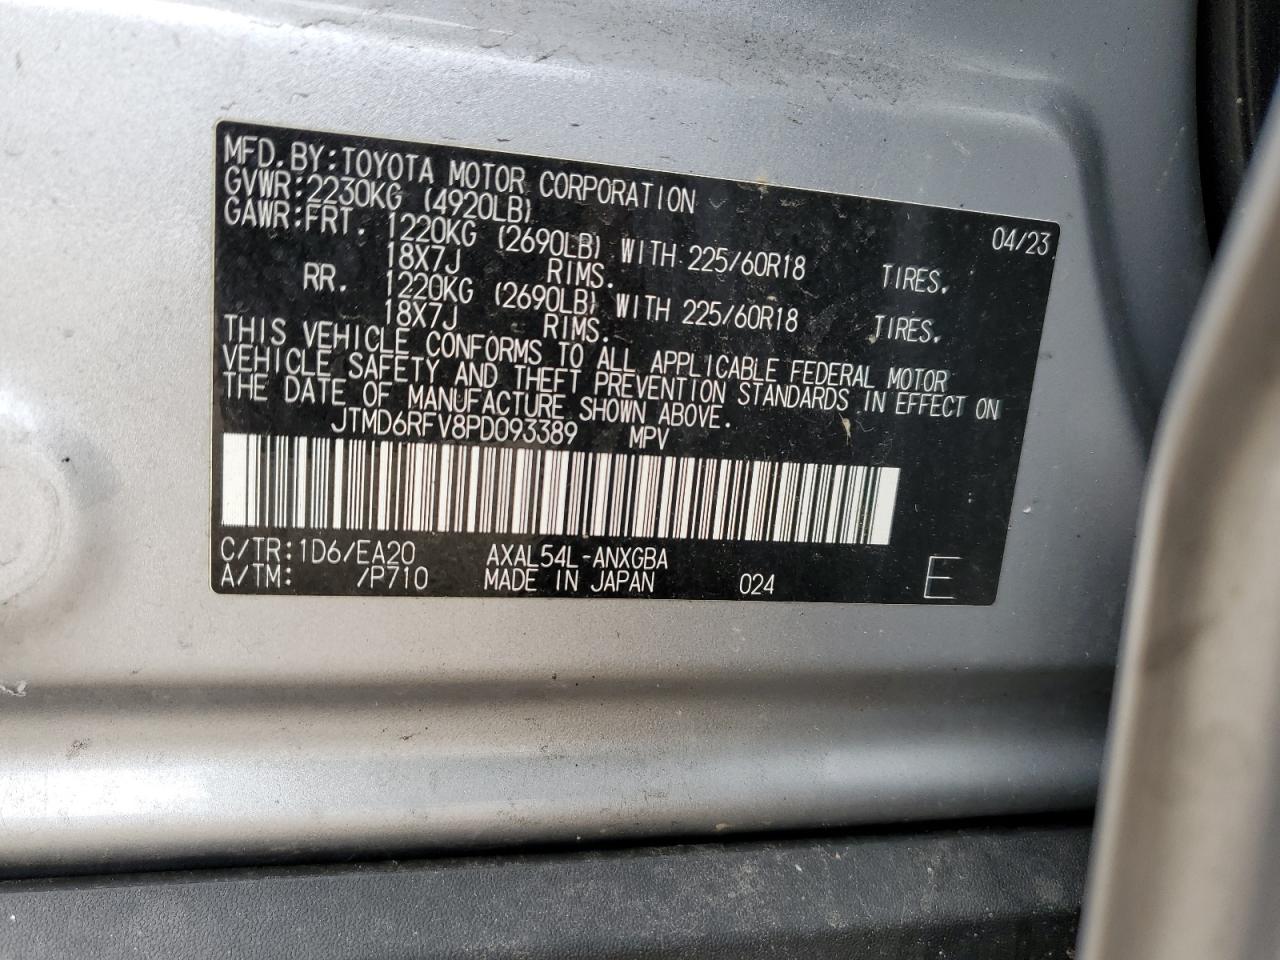 MFD.BY:TOYOTA MOTOR CORPORATION 04/23
GVWR:2230KG (4920LB)
GAWR:FRT. 1220KG (2690LB) WITH 225/60R18 TIRES.
18X7J RIMS.
RR. 1220KG (2690LB) WITH 225/60R18 TIRES.
18X7J RIMS.
THIS VEHICLE CONFORMS TO ALL APPLICABLE FEDERAL MOTOR
VEHICLE SAFETY AND THEFT PREVENTION STANDARDS IN EFFECT ON
THE DATE OF MANUFACTURE SHOWN ABOVE.
JTMD6RFV8PD093389 MPV
C/TR:1D6/EA20 AXAL54L-ANXGBA
A/TM: /P710 MADE IN JAPAN 024 E